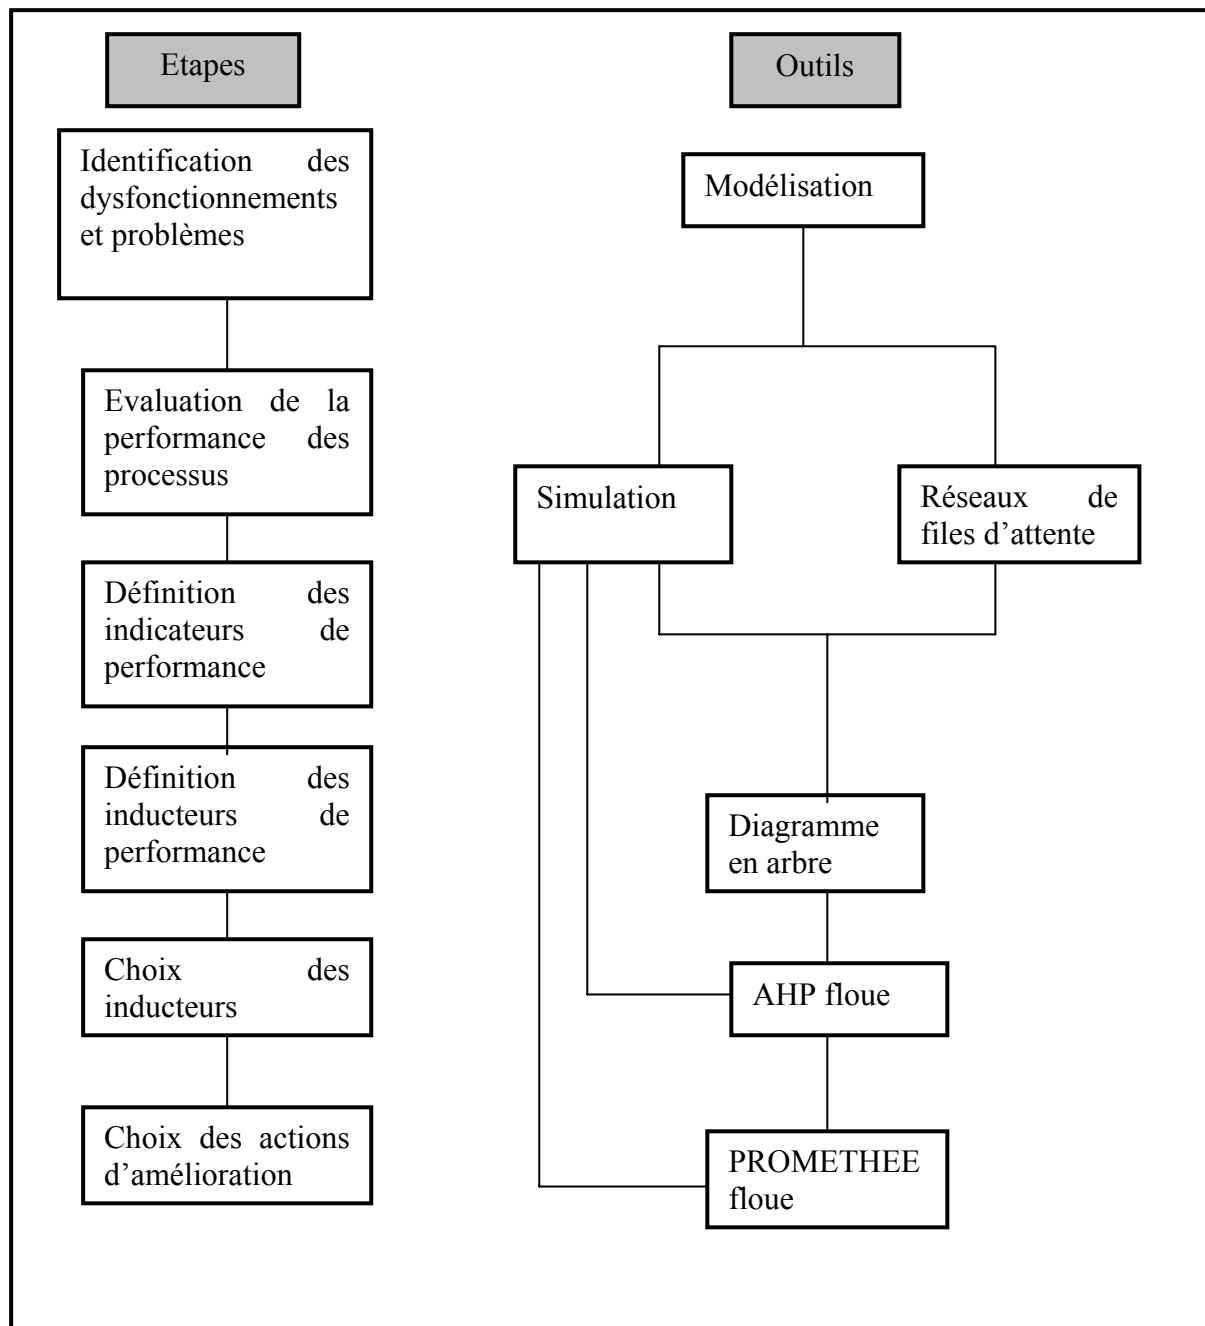 Etapes
Outils
Identification des
dysfonctionnements
et problèmes
Modélisation
Evaluation de la
performance des
processus
Simulation
Réseaux de
files d’attente
Définition des
indicateurs de
performance
Définition des
inducteurs de
performance
Diagramme
en arbre
Choix des
inducteurs
AHP floue
Choix des actions
d’amélioration
PROMETHEE
floue